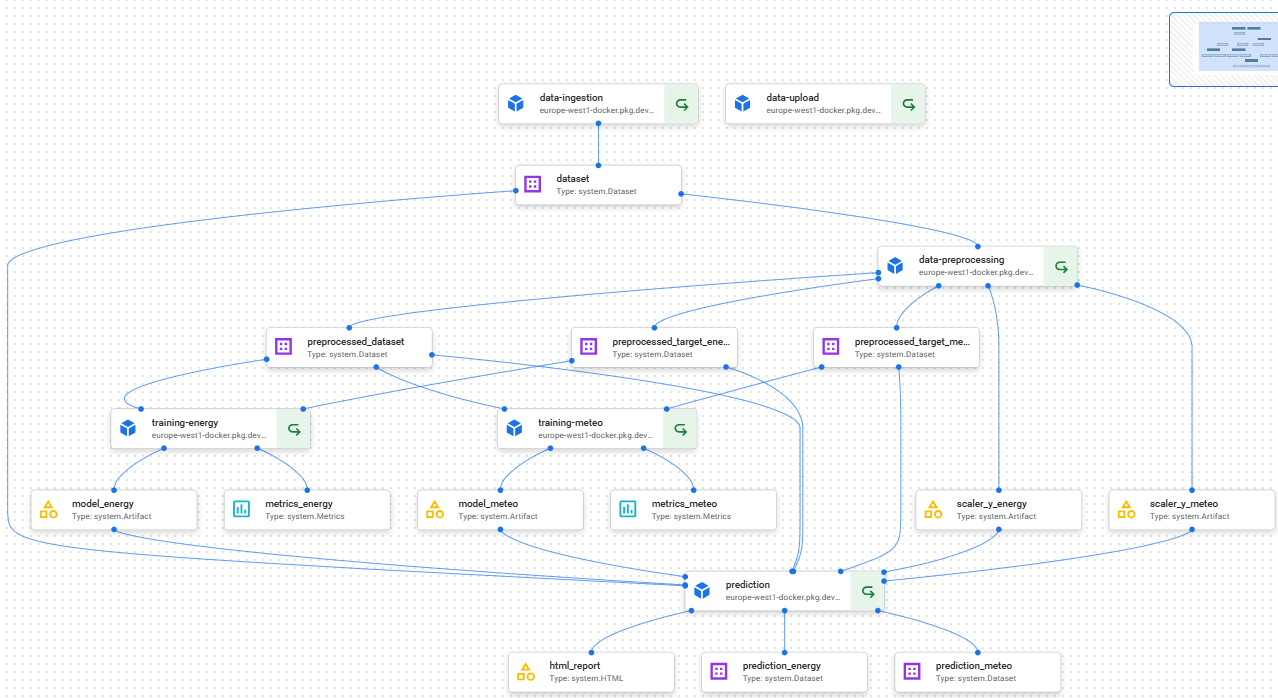 data-ingestion
europe-west1-docker.pkg.dev...
data-upload
europe-west1-docker.pkg.dev...
dataset
Type: system.Dataset
data-preprocessing
europe-west1-docker.pkg.dev...
preprocessed_dataset
Type: system.Dataset
preprocessed_target_ene...
Type: system.Dataset
preprocessed_target_me...
Type: system.Dataset
training-energy
europe-west1-docker.pkg.dev...
training-meteo
europe-west1-docker.pkg.dev...
model_energy
Type: system.Artifact
metrics_energy
Type: system.Metrics
model_meteo
Type: system.Artifact
metrics_meteo
Type: system.Metrics
scaler_y_energy
Type: system.Artifact
scaler_y_meteo
Type: system.Artifact
prediction
europe-west1-docker.pkg.dev...
html_report
Type: system.HTML
prediction_energy
Type: system.Dataset
prediction_meteo
Type: system.Dataset